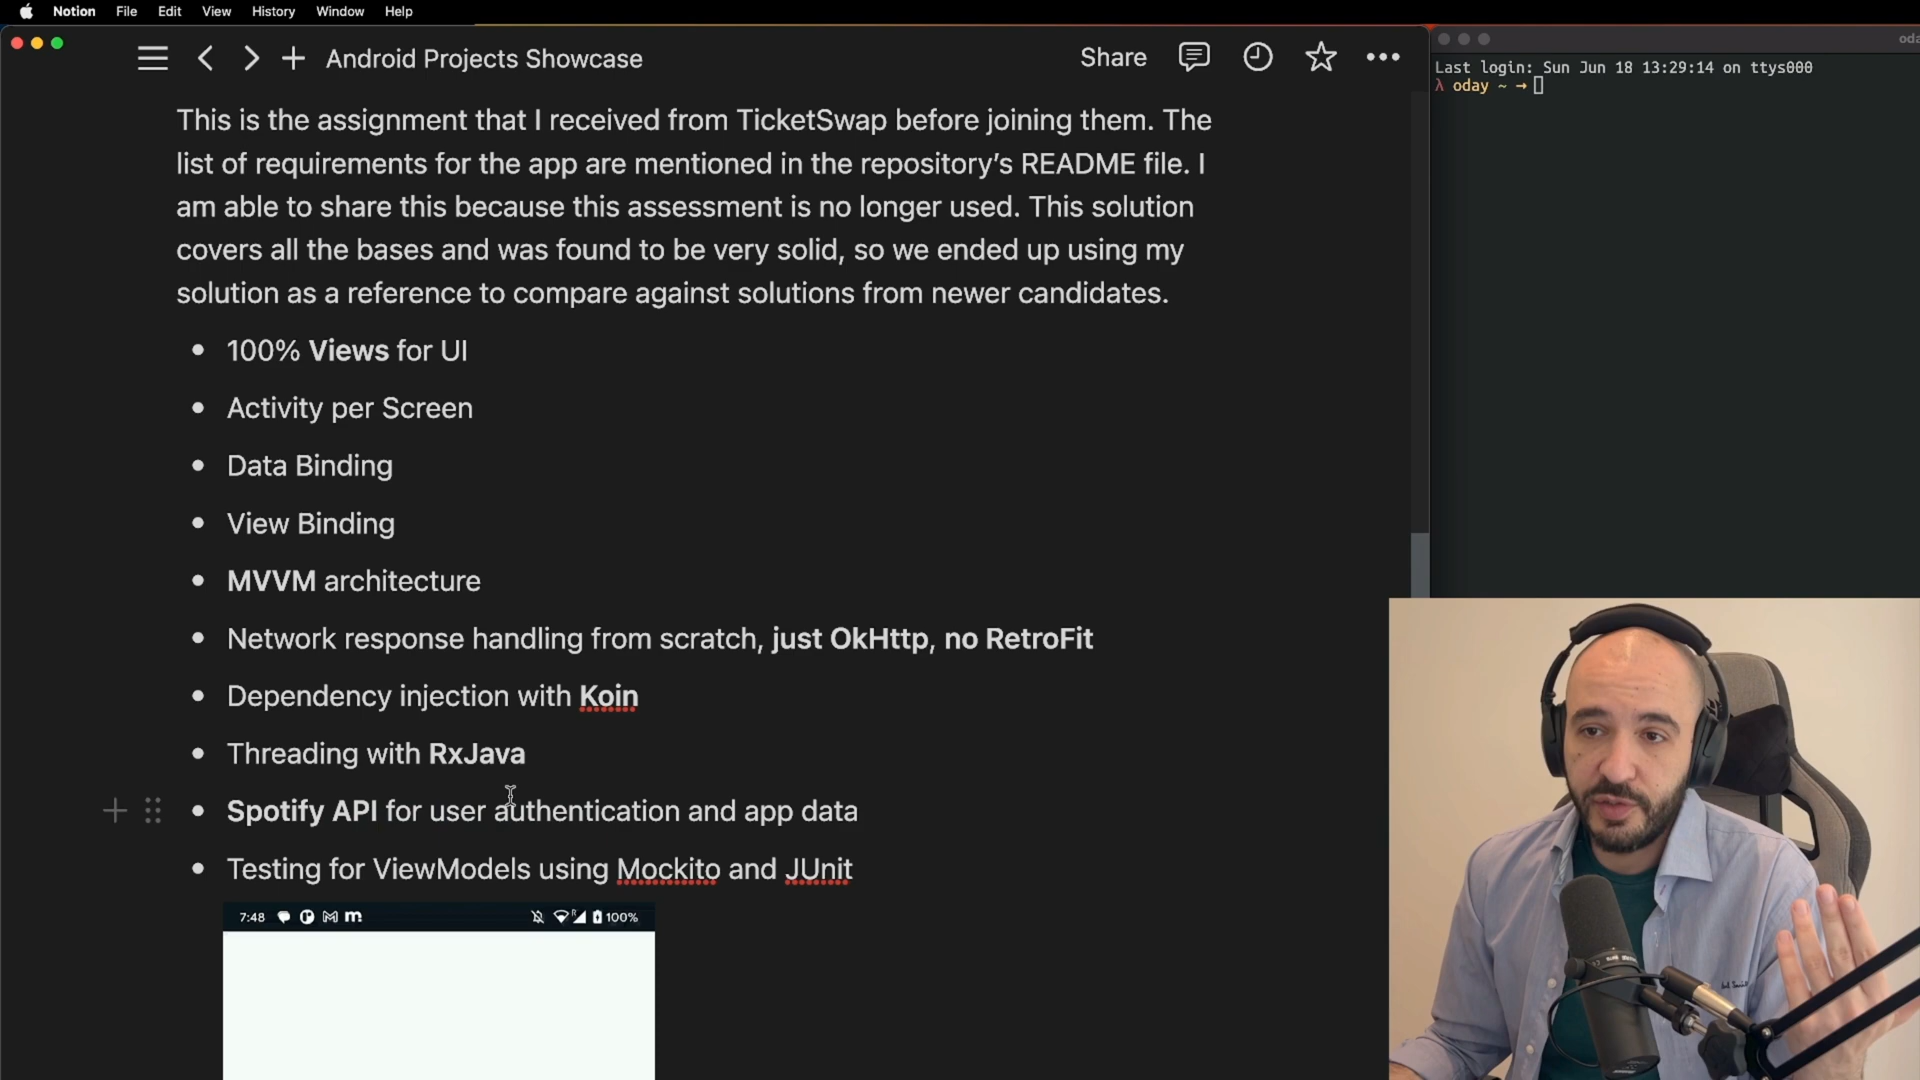 Notion File Edit View History Window Help
Android Projects Showcase
Share
This is the assignment that I received from TicketSwap before joining them. The
list of requirements for the app are mentioned in the repository’s README file. I
am able to share this because this assessment is no longer used. This solution
covers all the bases and was found to be very solid, so we ended up using my
solution as a reference to compare against solutions from newer candidates.
• 100% Views for UI
• Activity per Screen
• Data Binding
• View Binding
• MVVM architecture
• Network response handling from scratch, just OkHttp, no RetroFit
• Dependency injection with Koin
• Threading with RxJava
• Spotify API for user authentication and app data
• Testing for ViewModels using Mockito and JUnit
7:48 100%
oda
Last login: Sun Jun 18 13:29:14 on ttys000
λ oday ~ →